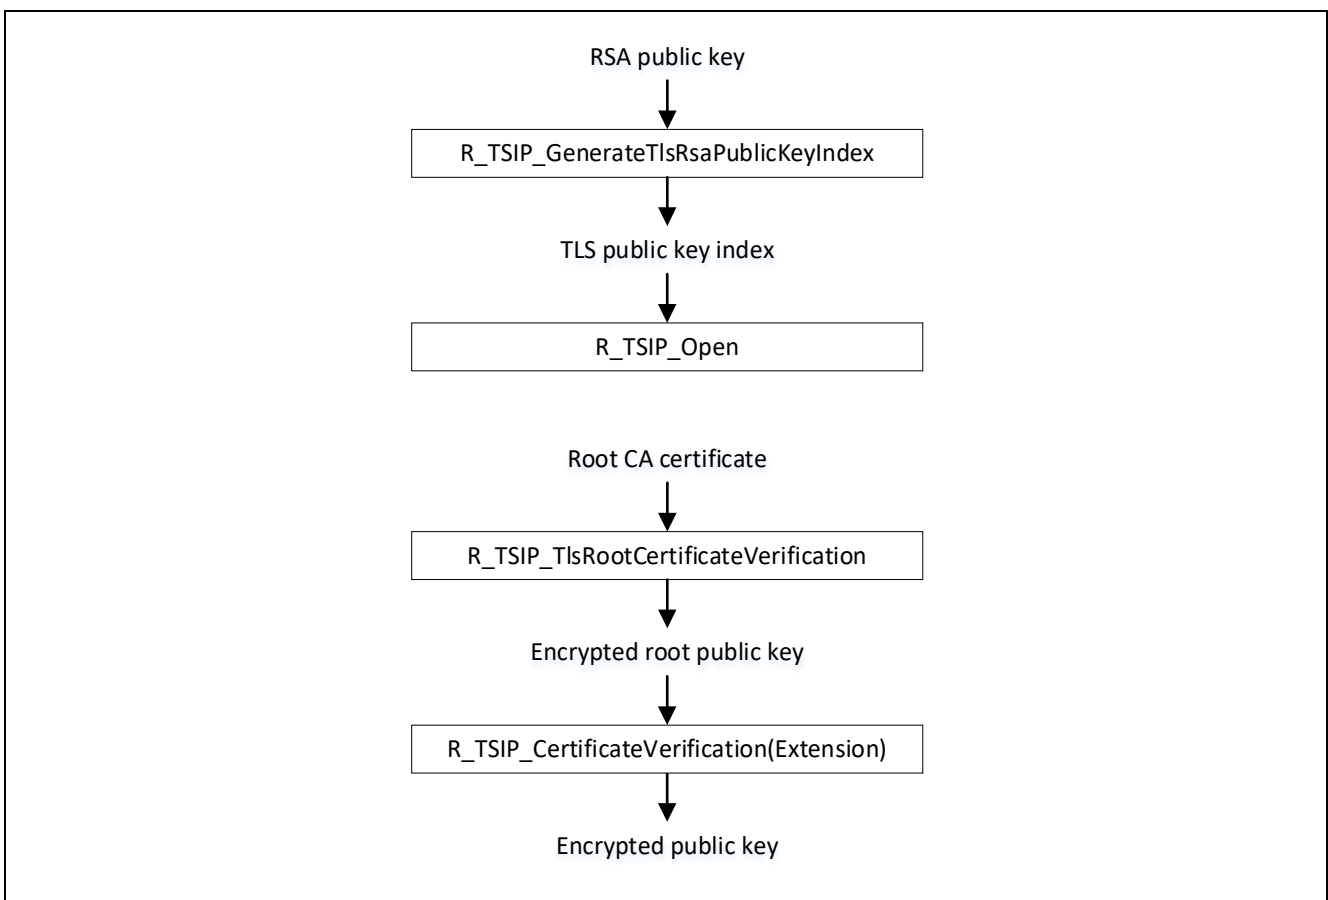 RSA public key
R_TSIP_GenerateTlsRsaPublicKeyIndex
TLS public key index
R_TSIP_Open
Root CA certificate
R_TSIP_TlsRootCertificateVerification
Encrypted root public key
R_TSIP_CertificateVerification(Extension)
Encrypted public key